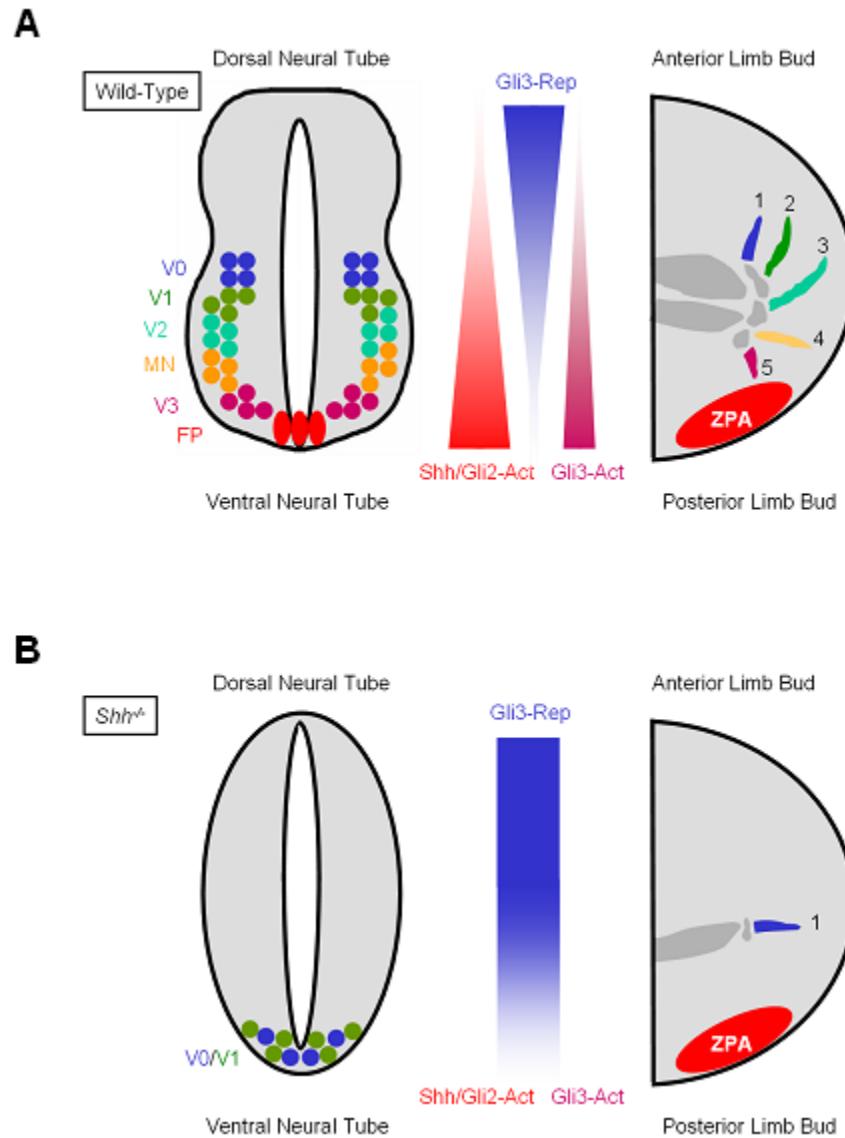 A
Dorsal Neural Tube
Anterior Limb Bud
Wild-Type
Gli3-Rep
1
2
3
V0
V1
V2
MN
4
V3
5
ZPA
FP
Shh/Gli2-Act
Gli3-Act
Ventral Neural Tube
Posterior Limb Bud
B
Dorsal Neural Tube
Anterior Limb Bud
Shh-/-
Gli3-Rep
1
ZPA
V0/V1
Shh/Gli2-Act
Gli3-Act
Ventral Neural Tube
Posterior Limb Bud